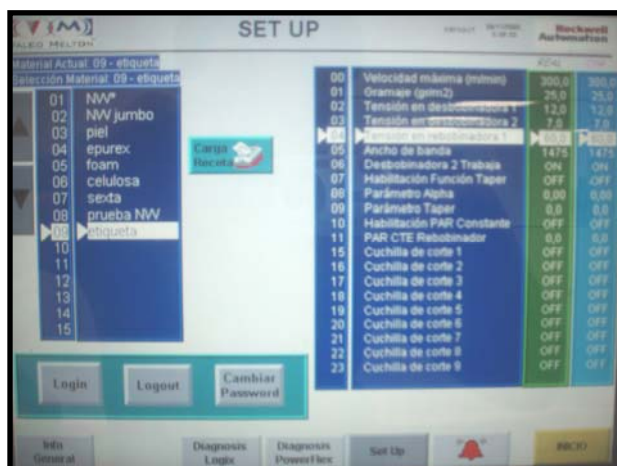 SET UP
Rockwell
Automation
VALEO MELTON
Material Actual: 09 - etiqueta
Selección Material: 09 - etiqueta
01 NW*
02 NW jumbo
03 piel
04 epurex
05 foam
06 celulosa
07 sexta
08 prueba NW
09 etiqueta
10
11
12
13
14
15
Carga
Receta
00 Velocidad máxima (m/min) 300,0 300,0
01 Gramaje (gr/m2) 25,0 25,0
02 Tensión en desbobinadora 1 12,0 12,0
03 Tensión en desbobinadora 2 7,0 7,0
04 Tensión en rebobinadora 1
05 Ancho de banda 1475 1475
06 Desbobinadora 2 Trabaja ON ON
07 Habilitación Función Taper OFF OFF
08 Parámetro Alpha 0,00 0,00
09 Parámetro Taper 0,0 0,0
10 Habilitación PAR Constante OFF OFF
11 PAR CTE Rebobinador 0,0 0,0
15 Cuchilla de corte 1 OFF OFF
16 Cuchilla de corte 2 OFF OFF
17 Cuchilla de corte 3 OFF OFF
18 Cuchilla de corte 4 OFF OFF
19 Cuchilla de corte 5 OFF OFF
20 Cuchilla de corte 6 OFF OFF
21 Cuchilla de corte 7 OFF OFF
22 Cuchilla de corte 8 OFF OFF
23 Cuchilla de corte 9 OFF OFF
Login
Logout
Cambiar
Password
Info
General
Diagnosis
Logix
Diagnosis
PowerFlex
Set Up
INICIO